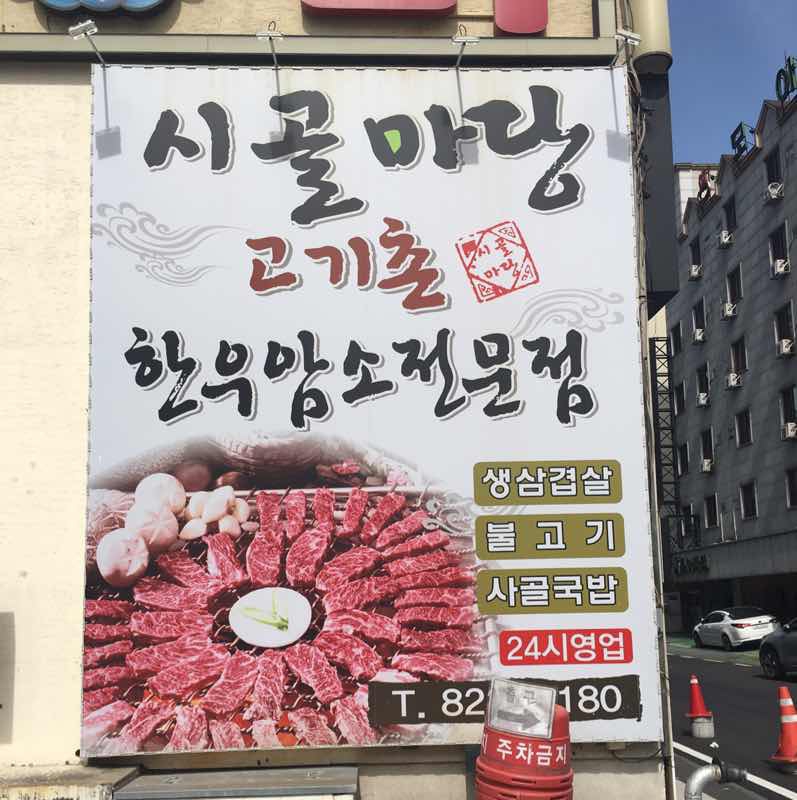 시골 마당
고기촌
시골
마당
한우암소전문점
생삼겹살
불고기
사골국밥
24시영업
T. 82 180
출구
주차금지